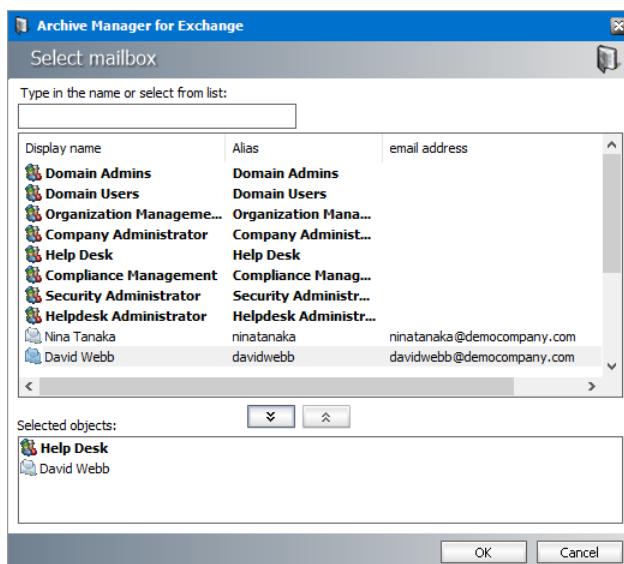 Archive Manager for Exchange
Select mailbox
Type in the name or select from list:
Display name Alias email address
Domain Admins Domain Admins
Domain Users Domain Users
Organization Manageme... Organization Mana...
Company Administrator Company Administ...
Help Desk Help Desk
Compliance Management Compliance Manag...
Security Administrator Security Administr...
Helpdesk Administrator Helpdesk Administr...
Nina Tanaka ninatanaka ninatanaka@democompany.com
David Webb davidwebb davidwebb@democompany.com
Selected objects:
Help Desk
David Webb
OK Cancel